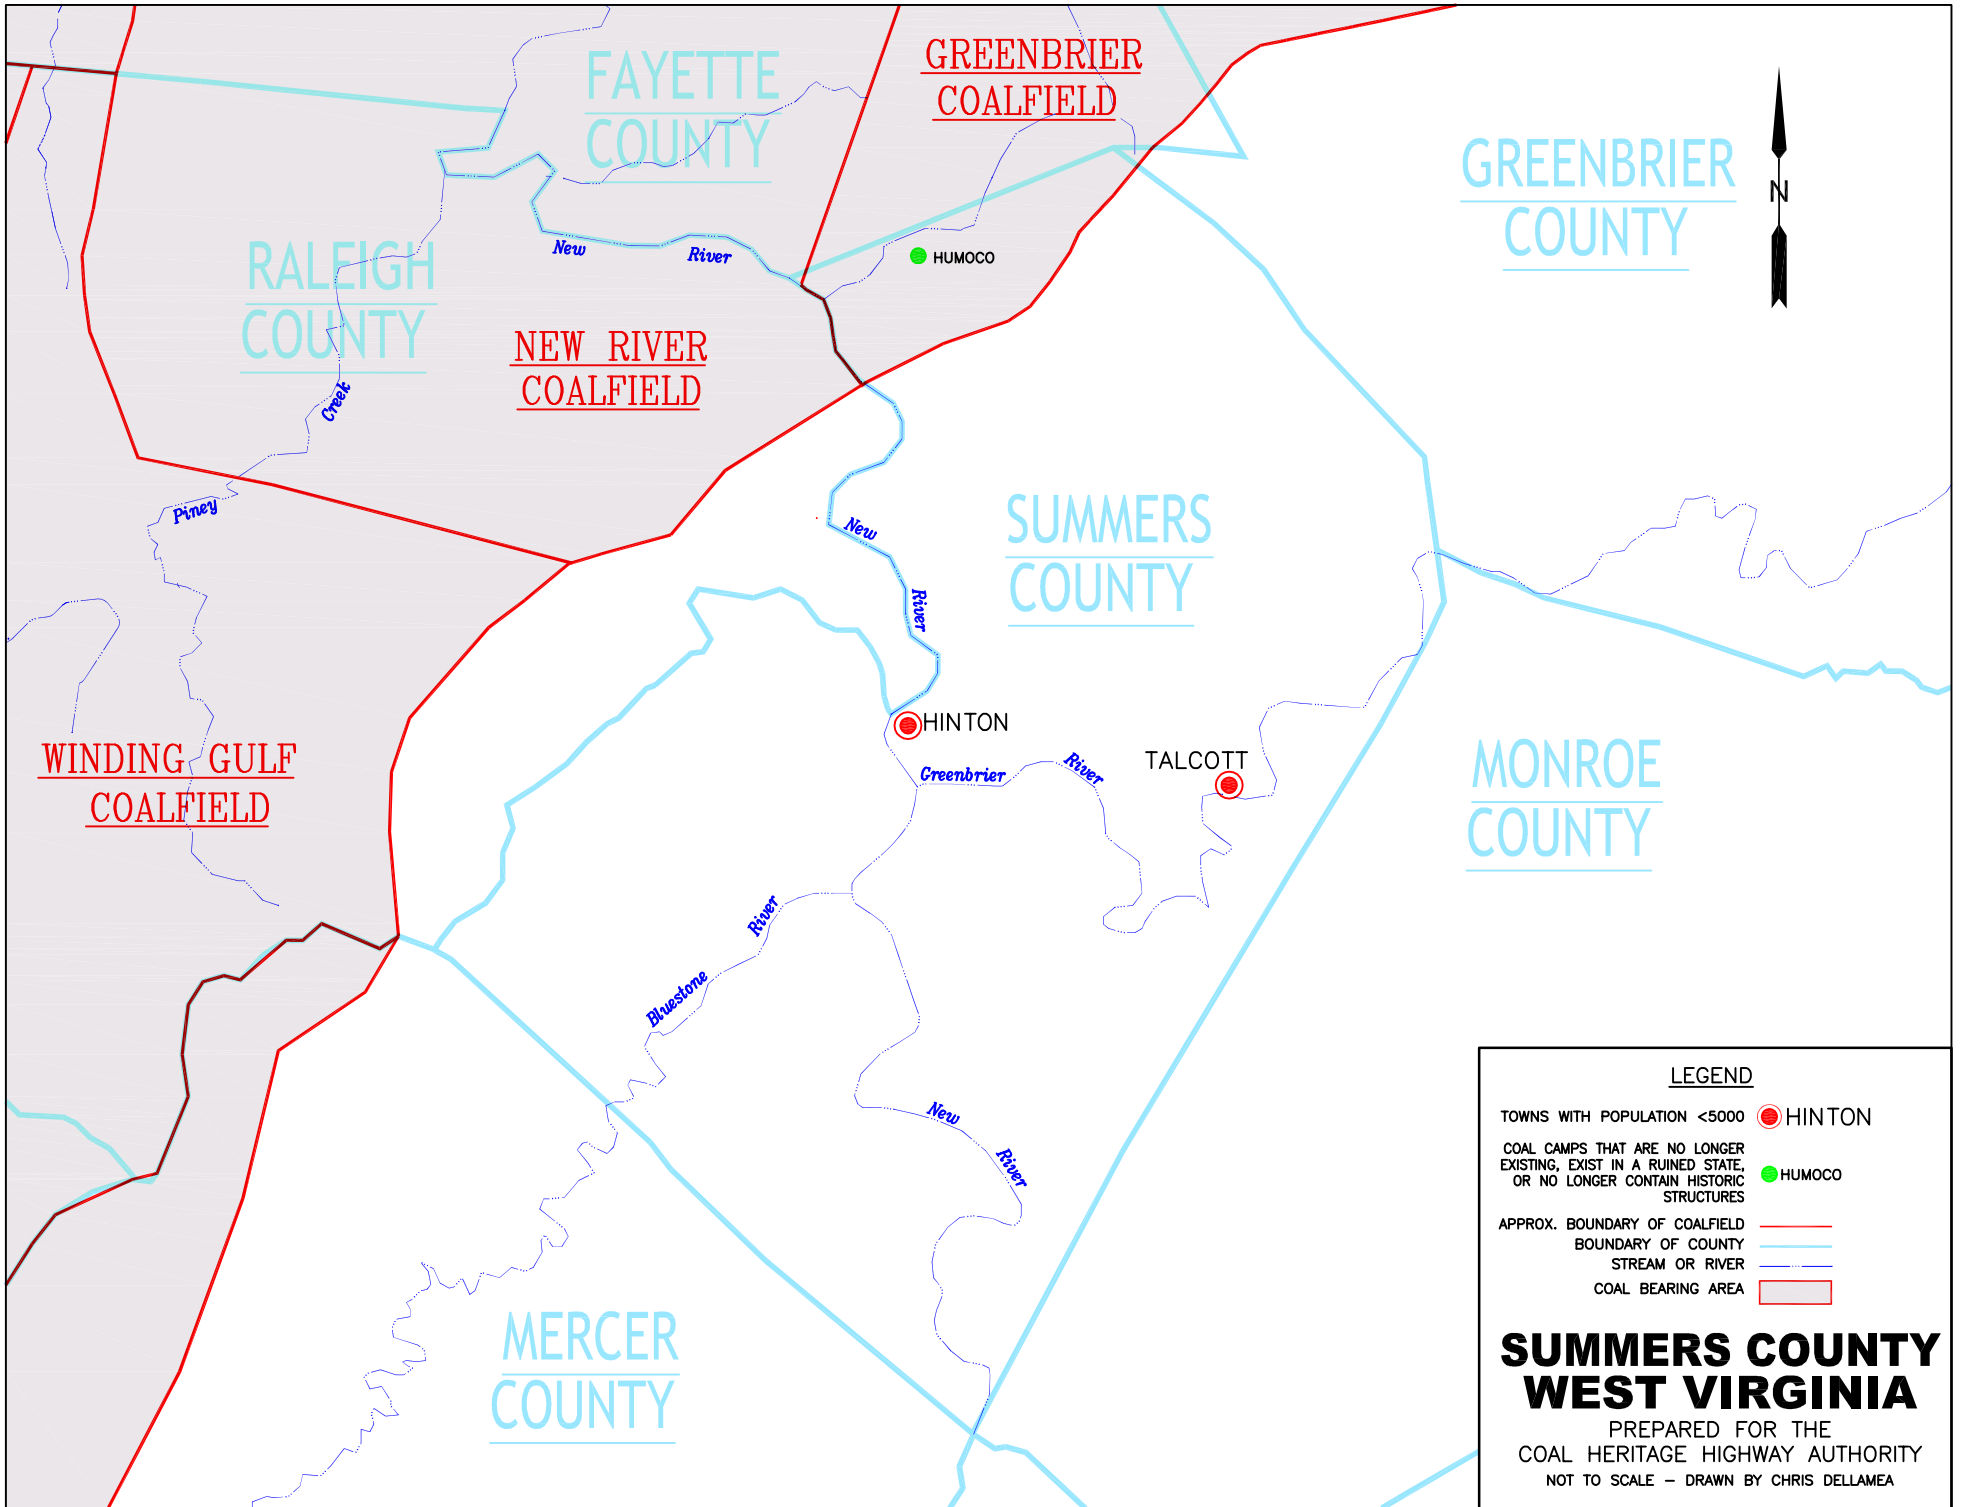 FAYETTE
COUNTY
GREENBRIER
COALFIELD
GREENBRIER
COUNTY
N
RALEIGH
COUNTY
New
River
HUMOCO
NEW RIVER
COALFIELD
Creek
Piney
SUMMERS
COUNTY
New
River
HINTON
WINDING GULF
COALFIELD
Greenbrier
River
TALCOTT
MONROE
COUNTY
River
Bluestone
New
River
MERCER
COUNTY
LEGEND
TOWNS WITH POPULATION <5000 HINTON
COAL CAMPS THAT ARE NO LONGER
EXISTING, EXIST IN A RUINED STATE,
OR NO LONGER CONTAIN HISTORIC
STRUCTURES
HUMOCO
APPROX. BOUNDARY OF COALFIELD
BOUNDARY OF COUNTY
STREAM OR RIVER
COAL BEARING AREA
SUMMERS COUNTY
WEST VIRGINIA
PREPARED FOR THE
COAL HERITAGE HIGHWAY AUTHORITY
NOT TO SCALE – DRAWN BY CHRIS DELLAMEA